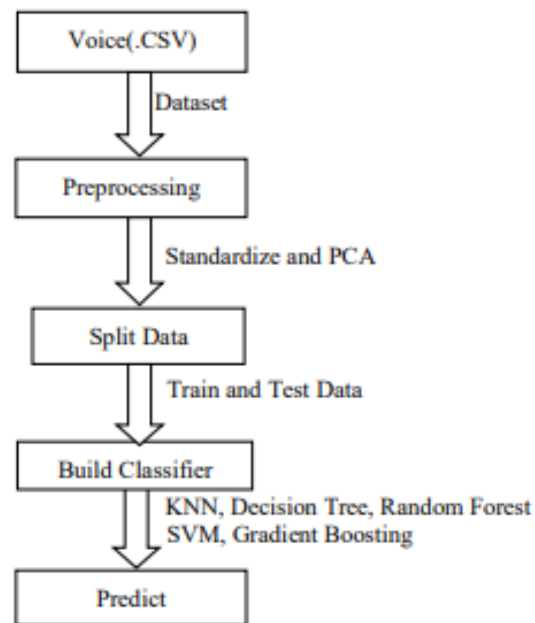 Voice(.CSV)
Dataset
Preprocessing
Standardize and PCA
Split Data
Train and Test Data
Build Classifier
KNN, Decision Tree, Random Forest
SVM, Gradient Boosting
Predict